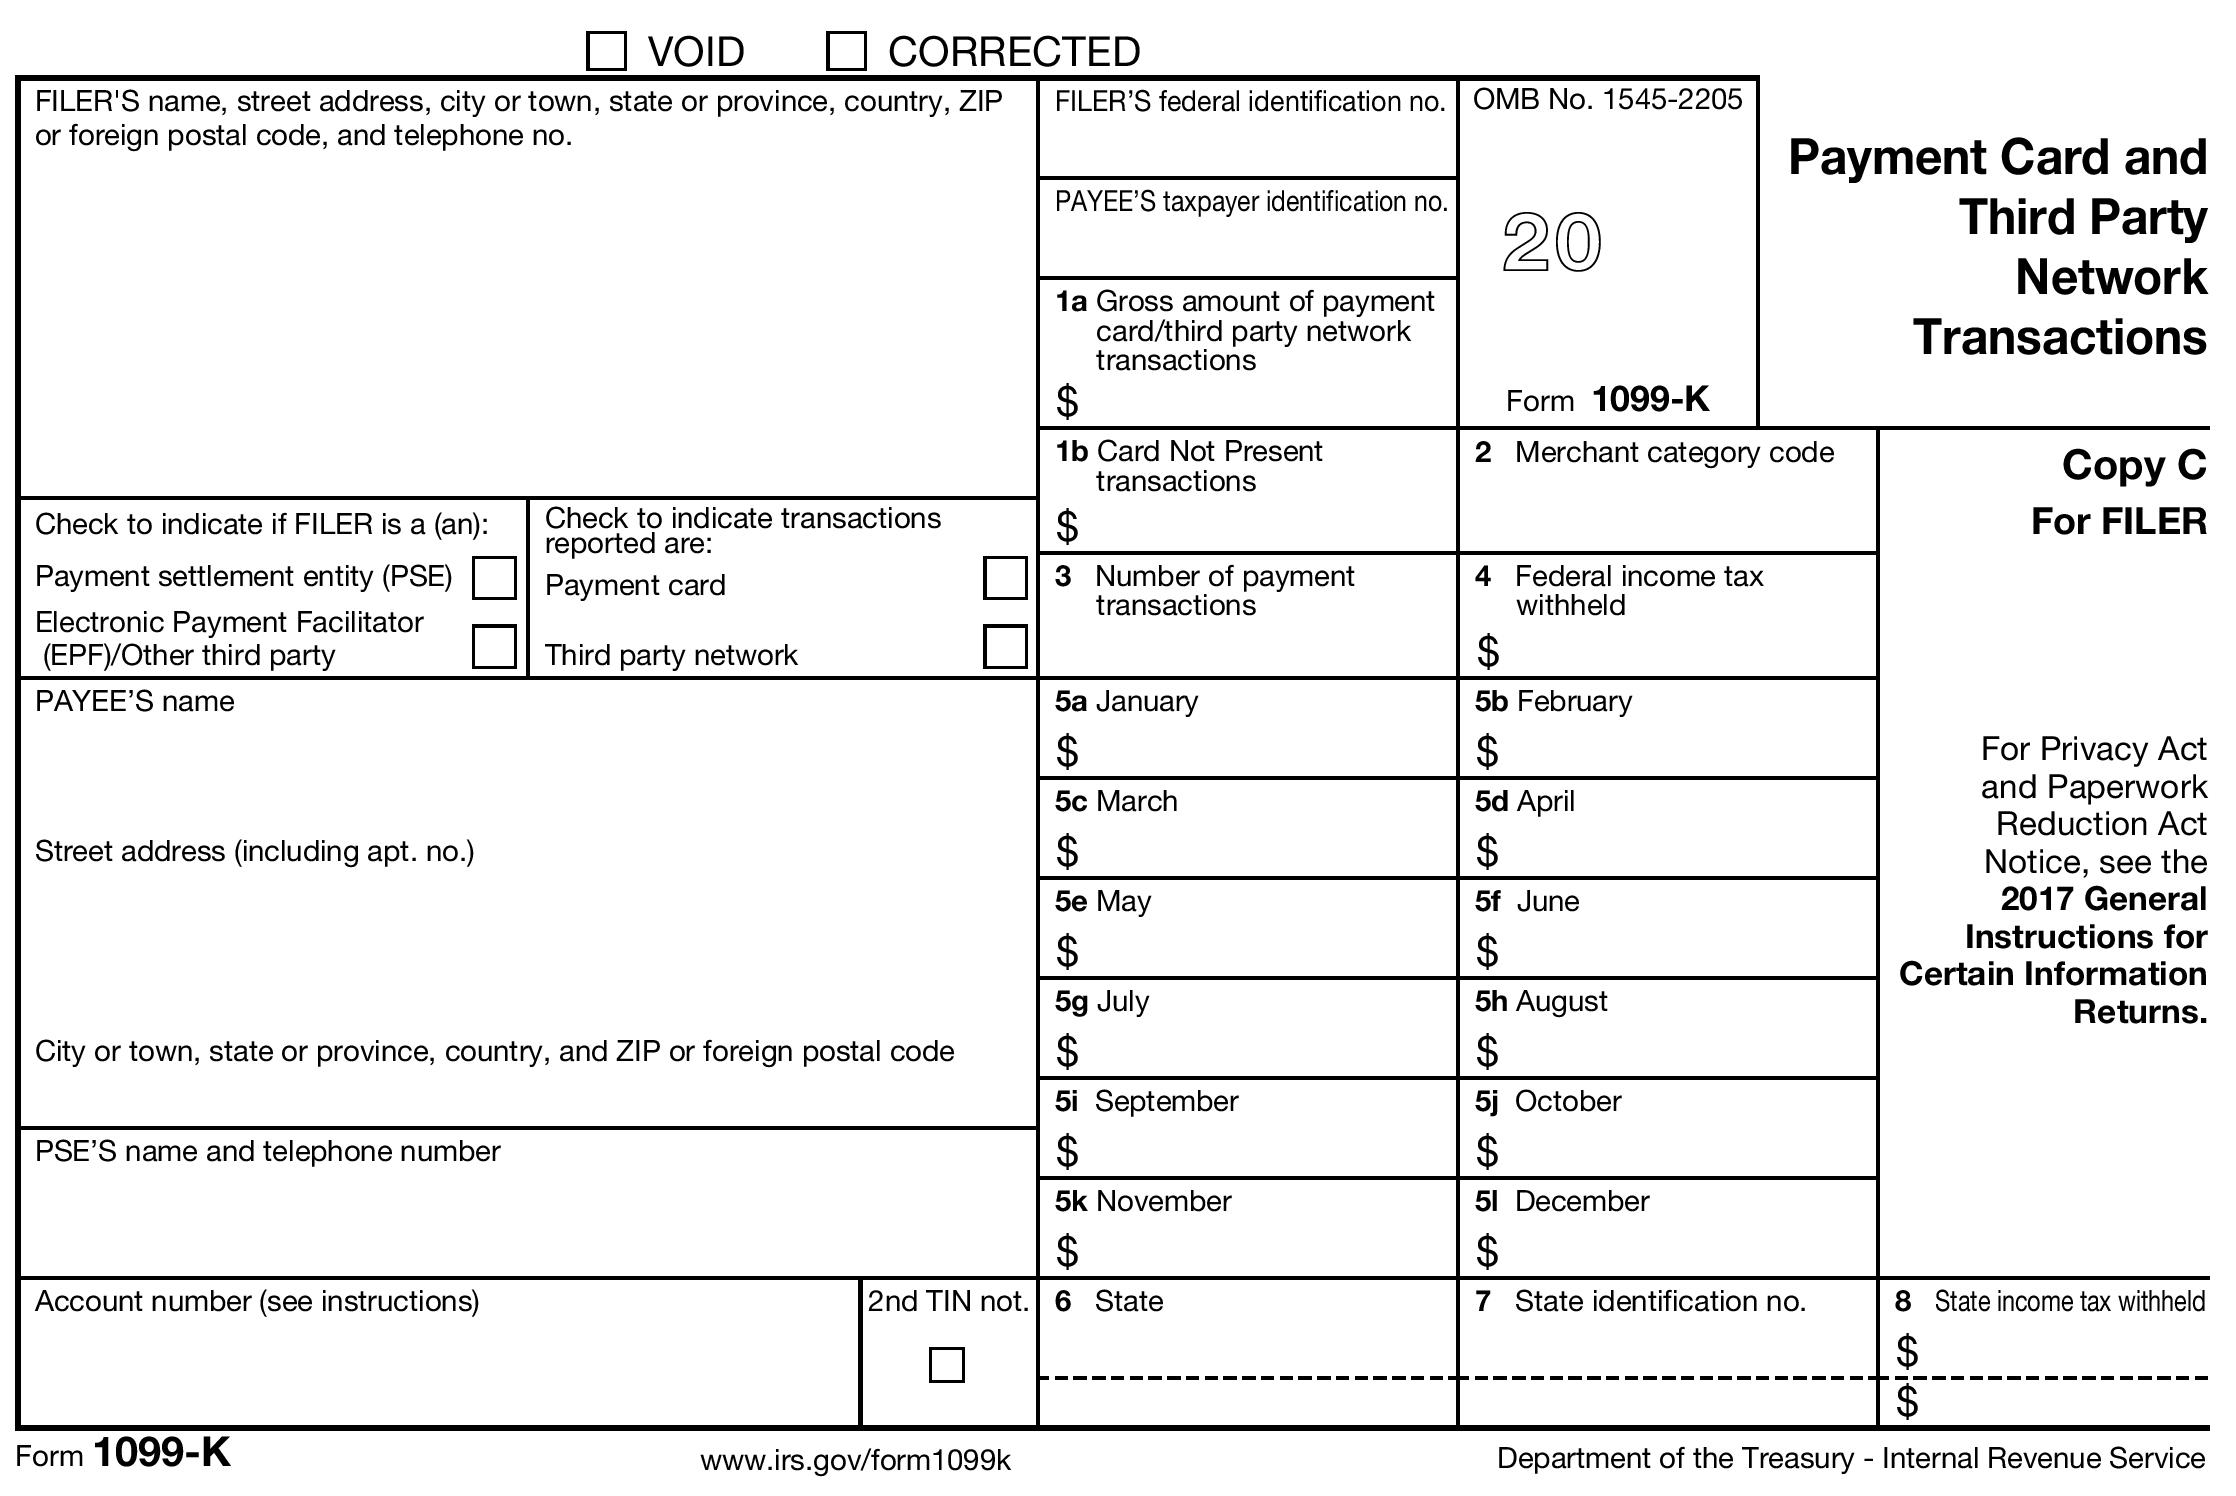 VOID CORRECTED
FILER'S name, street address, city or town, state or province, country, ZIP
or foreign postal code, and telephone no.
FILER’S federal identification no.
PAYEE’S taxpayer identification no.
1a Gross amount of payment
card/third party network
transactions
$
OMB No. 1545-2205
20
Form 1099-K
Payment Card and
Third Party
Network
Transactions
1b Card Not Present
transactions
$
2 Merchant category code
Copy C
For FILER
Check to indicate if FILER is a (an):
Payment settlement entity (PSE)
Electronic Payment Facilitator
(EPF)/Other third party
Check to indicate transactions
reported are:
Payment card
Third party network
3 Number of payment
transactions
4 Federal income tax
withheld
$
PAYEE’S name
Street address (including apt. no.)
City or town, state or province, country, and ZIP or foreign postal code
PSE’S name and telephone number
5a January
$
5b February
$
5c March
$
5d April
$
5e May
$
5f June
$
5g July
$
5h August
$
5i September
$
5j October
$
5k November
$
5l December
$
For Privacy Act
and Paperwork
Reduction Act
Notice, see the
2017 General
Instructions for
Certain Information
Returns.
Account number (see instructions)
2nd TIN not.
6 State
7 State identification no.
8 State income tax withheld
$
$
Form 1099-K
www.irs.gov/form1099k
Department of the Treasury - Internal Revenue Service